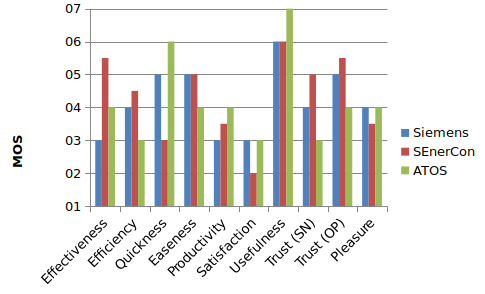 07
06
05
04
03
02
01
MOS
Effectiveness
Efficiency
Quickness
Easeness
Productivity
Satisfaction
Usefulness
Trust (SN)
Trust (OP)
Pleasure
Siemens
SEnerCon
ATOS